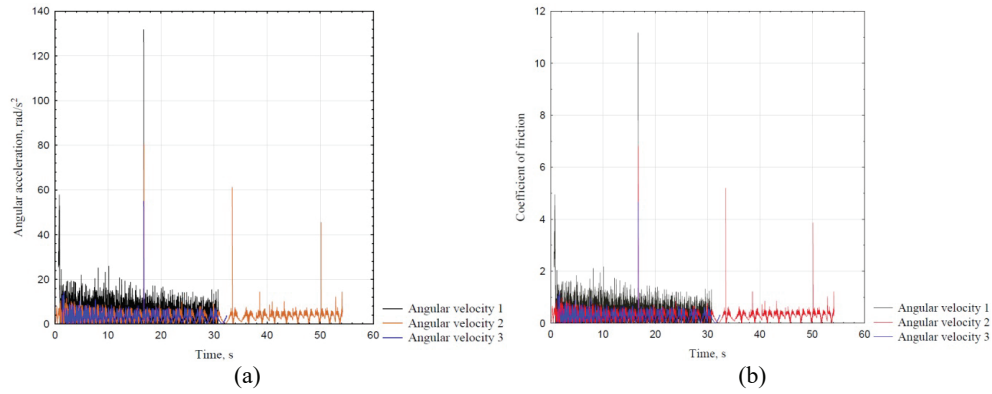 140
120
100
80
60
40
20
0
Angular acceleration, rad/s²
0 10 20 30 40 50 60
Time, s
Angular velocity 1
Angular velocity 2
Angular velocity 3
(a)
12
10
8
6
4
2
0
Coefficient of friction
0 10 20 30 40 50 60
Time, s
Angular velocity 1
Angular velocity 2
Angular velocity 3
(b)